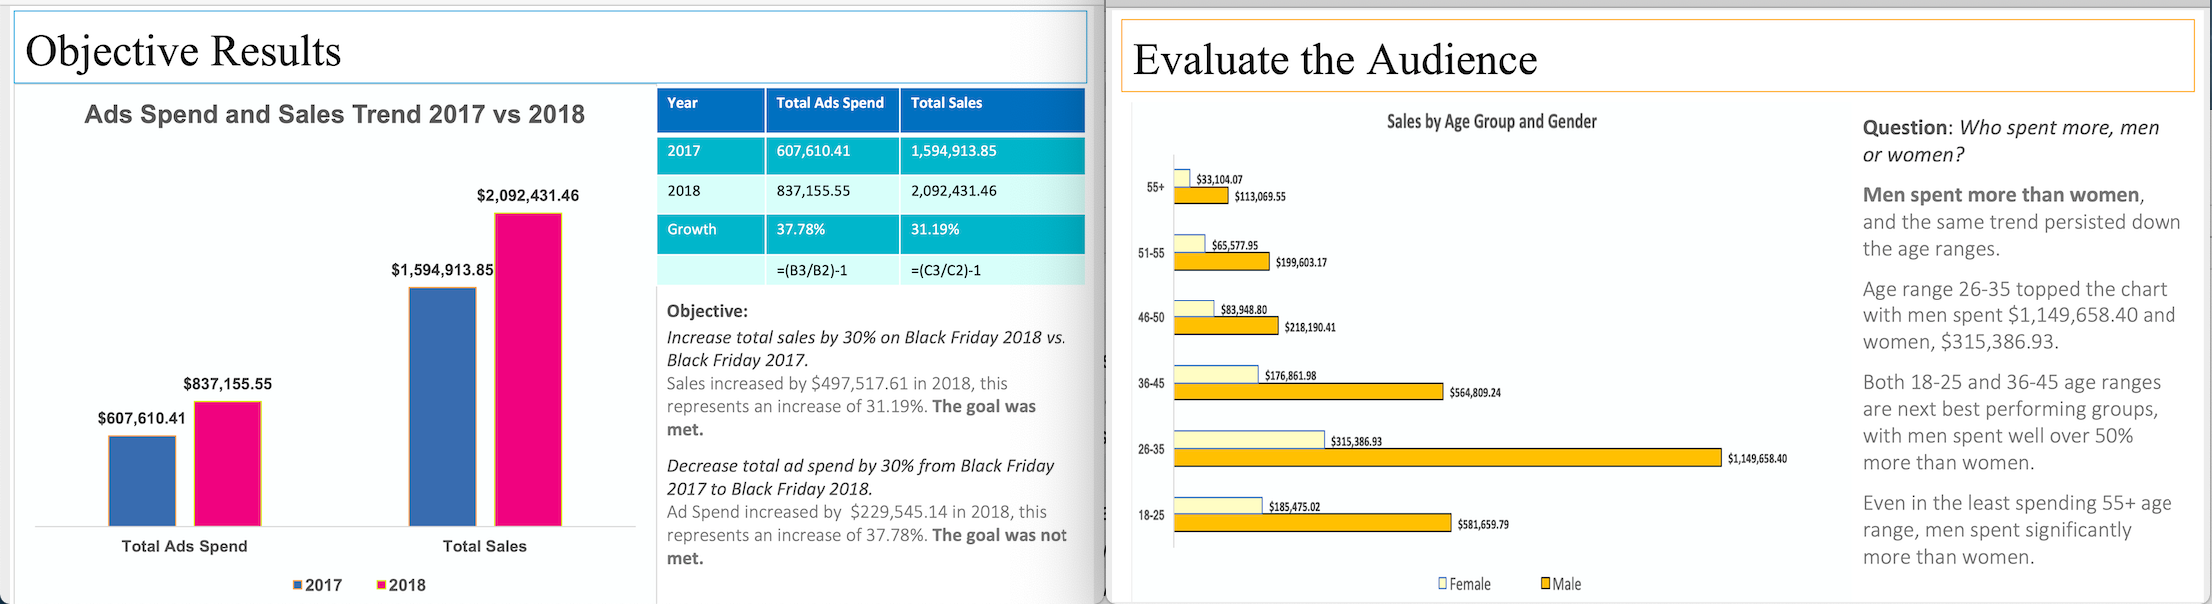 Objective Results
Ads Spend and Sales Trend 2017 vs 2018
$2,092,431.46
$1,594,913.85
$837,155.55
$607,610.41
Total Ads Spend
Total Sales
2017
2018
Year Total Ads Spend Total Sales
2017 607,610.41 1,594,913.85
2018 837,155.55 2,092,431.46
Growth 37.78% 31.19%
=(B3/B2)-1 =(C3/C2)-1
Objective:
Increase total sales by 30% on Black Friday 2018 vs.
Black Friday 2017.
Sales increased by $497,517.61 in 2018, this
represents an increase of 31.19%. The goal was
met.
Decrease total ad spend by 30% from Black Friday
2017 to Black Friday 2018.
Ad Spend increased by $229,545.14 in 2018, this
represents an increase of 37.78%. The goal was not
met.
Evaluate the Audience
Sales by Age Group and Gender
55+
$33,104.07
$113,069.55
51-55
$65,577.95
$199,603.17
46-50
$83,948.80
$218,190.41
36-45
$176,861.98
$564,809.24
26-35
$315,386.93
$1,149,658.40
18-25
$185,475.02
$581,659.79
Female
Male
Question: Who spent more, men
or women?
Men spent more than women,
and the same trend persisted down
the age ranges.
Age range 26-35 topped the chart
with men spent $1,149,658.40 and
women, $315,386.93.
Both 18-25 and 36-45 age ranges
are next best performing groups,
with men spent well over 50%
more than women.
Even in the least spending 55+ age
range, men spent significantly
more than women.